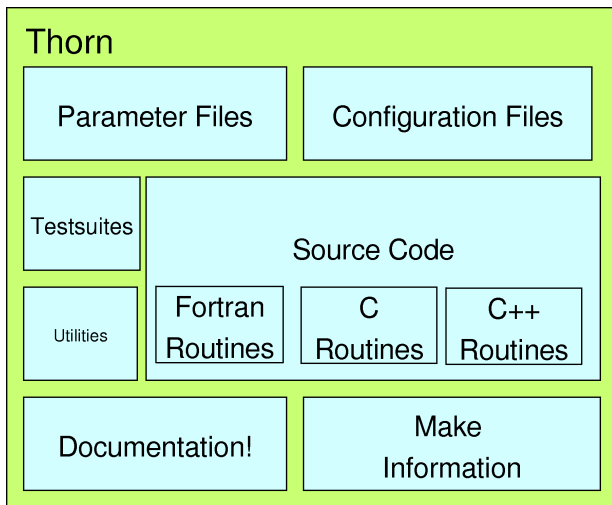 Thorn
Parameter Files
Configuration Files
Testsuites
Source Code
Utilities
Fortran
Routines
C
Routines
C++
Routines
Documentation!
Make
Information